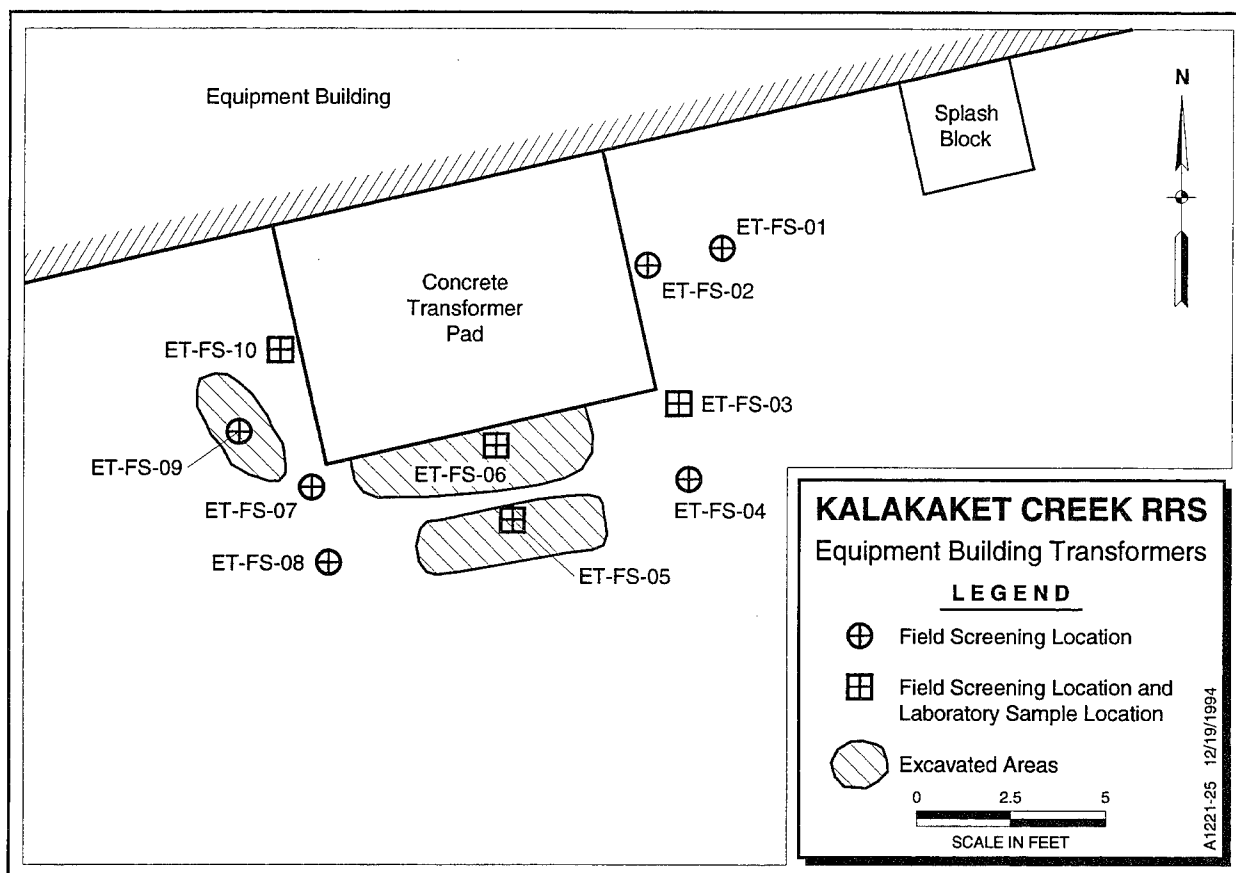 Equipment Building
Splash
Block
N
ET-FS-01
ET-FS-02
Concrete
Transformer
Pad
ET-FS-10
ET-FS-03
ET-FS-09
ET-FS-06
ET-FS-07
ET-FS-04
ET-FS-08
ET-FS-05
KALAKAKET CREEK RRS
Equipment Building Transformers
LEGEND
Field Screening Location
Field Screening Location and
Laboratory Sample Location
Excavated Areas
0 2.5 5
SCALE IN FEET
A1221-25 12/19/1994